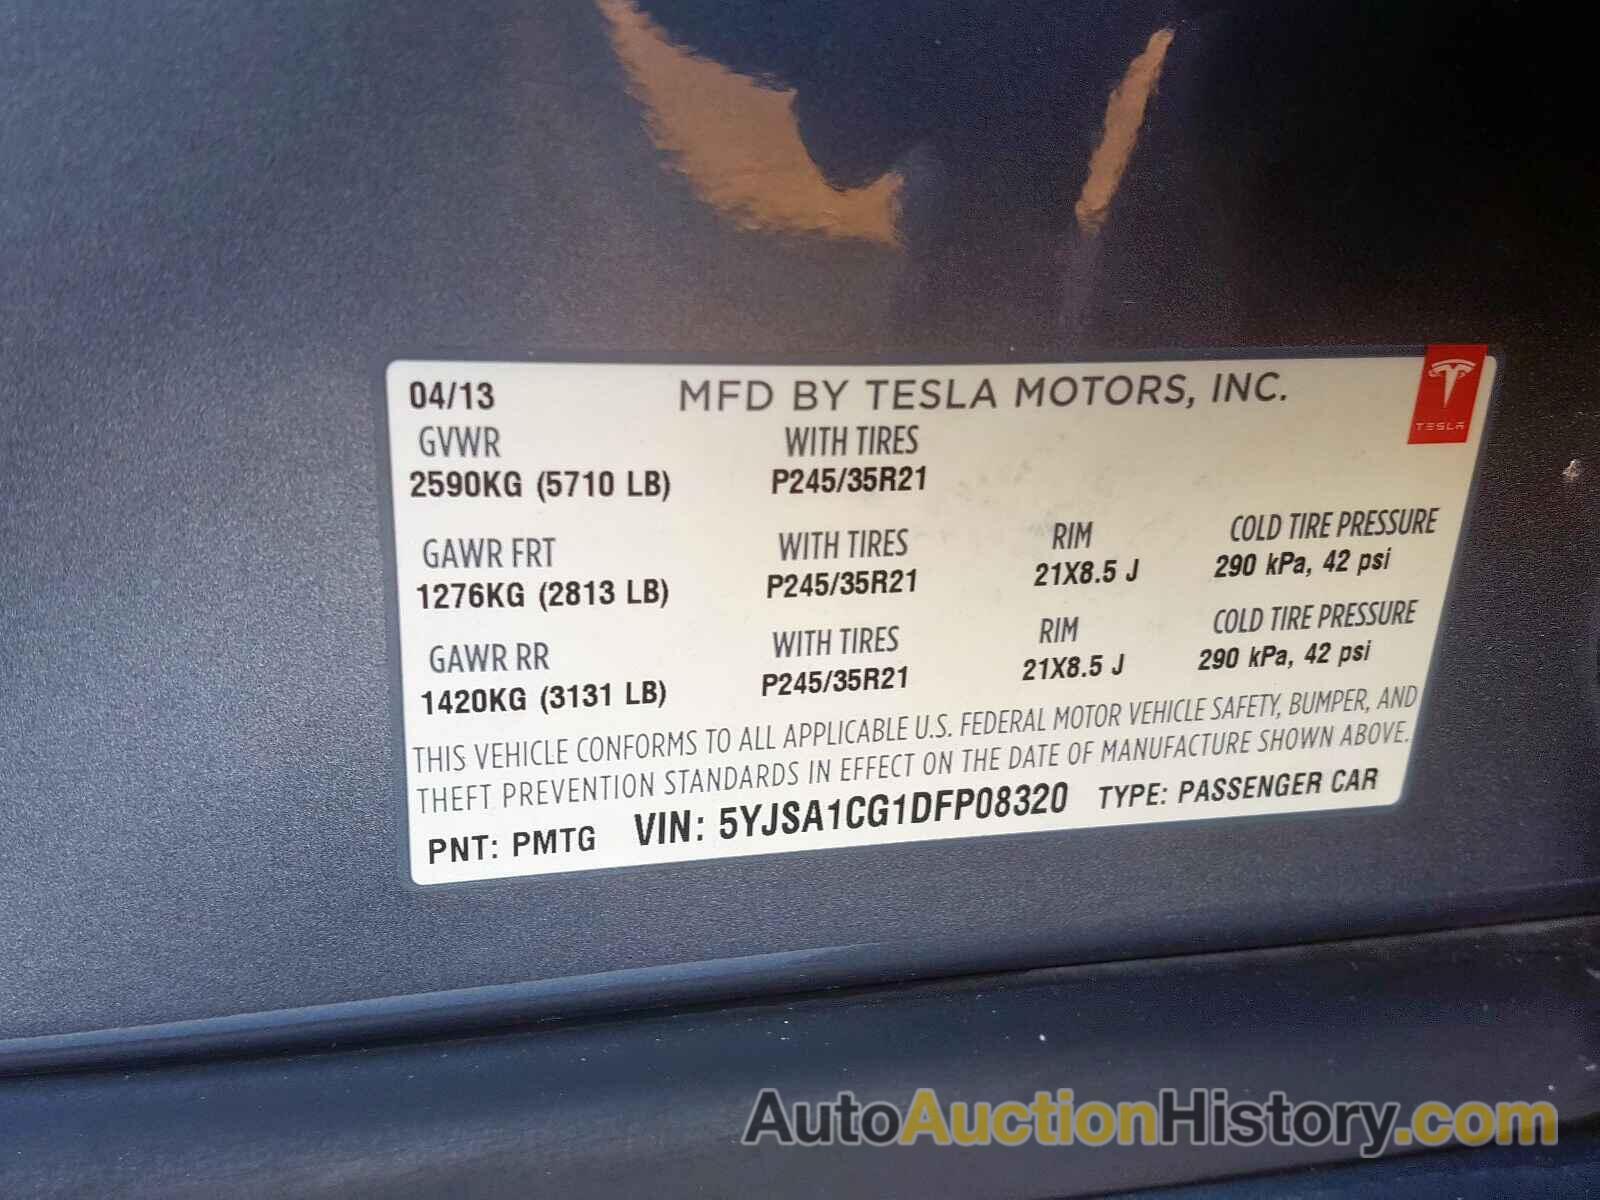 04/13 MFD BY TESLA MOTORS, INC.
TESLA
GVWR WITH TIRES
2590KG (5710 LB) P245/35R21
GAWR FRT WITH TIRES RIM COLD TIRE PRESSURE
1276KG (2813 LB) P245/35R21 21X8.5 J 290 kPa, 42 psi
GAWR RR WITH TIRES RIM COLD TIRE PRESSURE
1420KG (3131 LB) P245/35R21 21X8.5 J 290 kPa, 42 psi
THIS VEHICLE CONFORMS TO ALL APPLICABLE U.S. FEDERAL MOTOR VEHICLE SAFETY, BUMPER, AND
THEFT PREVENTION STANDARDS IN EFFECT ON THE DATE OF MANUFACTURE SHOWN ABOVE.
PNT: PMTG VIN: 5YJSA1CG1DFP08320 TYPE: PASSENGER CAR
AutoAuctionHistory.com